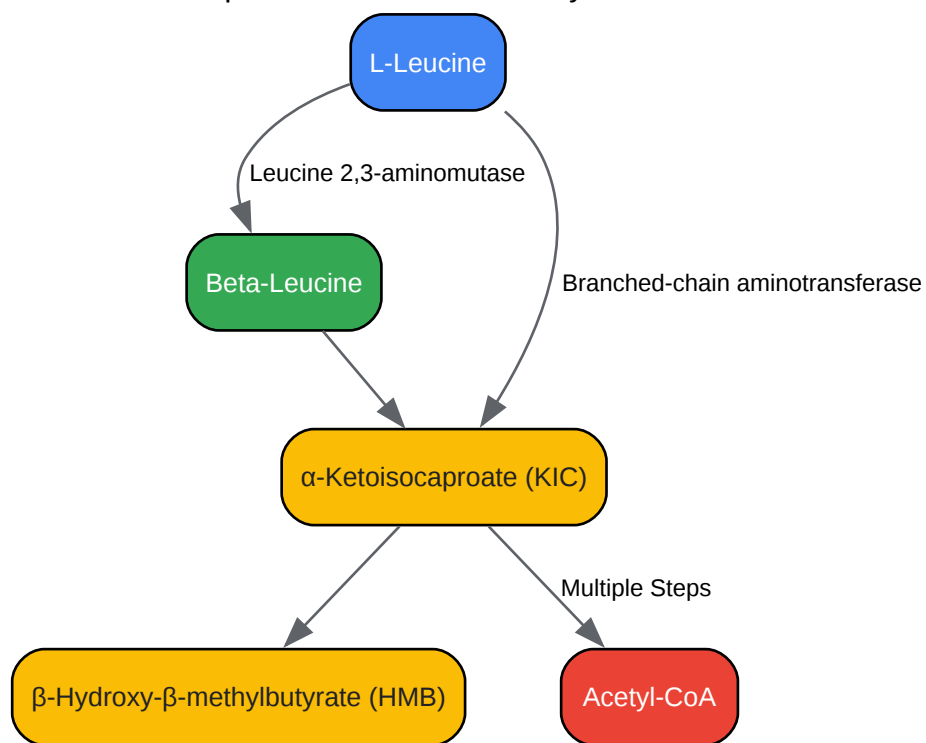 L-Leucine
Leucine 2,3-aminomutase
Beta-Leucine
Branched-chain aminotransferase
α-Ketoisocaproate (KIC)
Multiple Steps
β-Hydroxy-β-methylbutyrate (HMB)
Acetyl-CoA